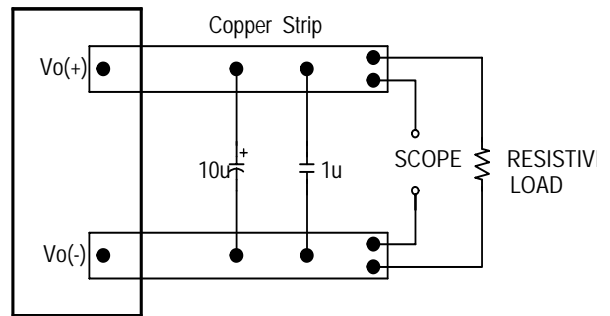 Copper Strip
Vo(+)
+
10u
1u
SCOPE
RESISTIVE
LOAD
Vo(-)